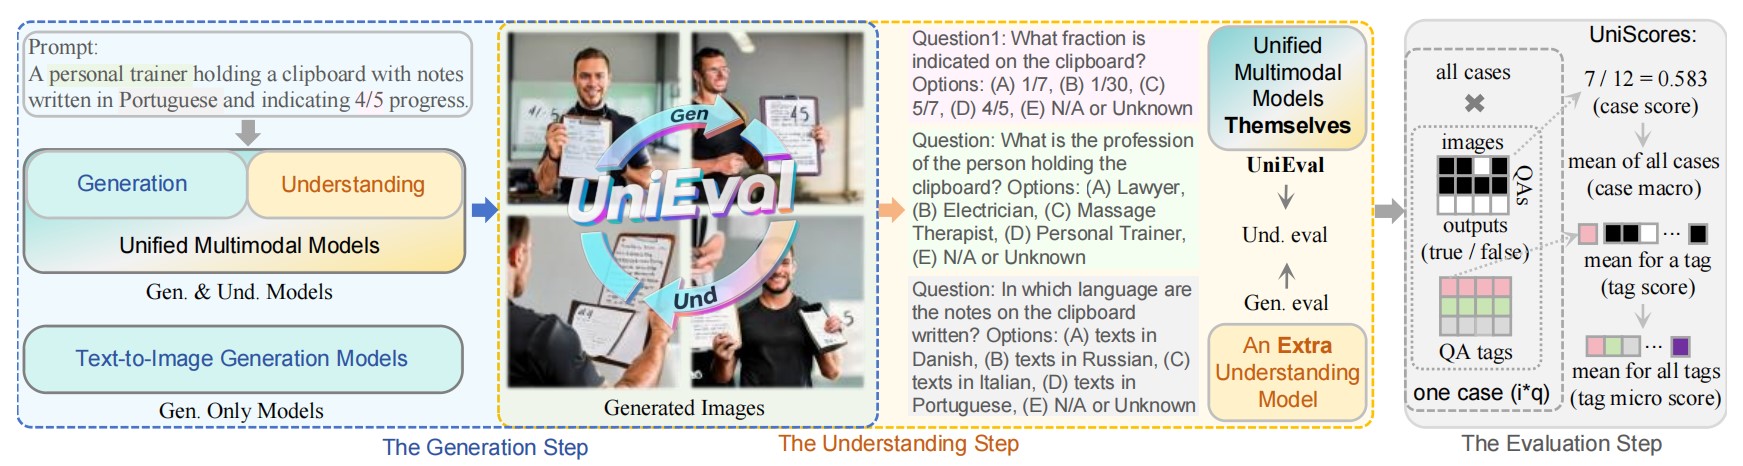 Prompt:
A personal trainer holding a clipboard with notes
written in Portuguese and indicating 4/5 progress.
Generation
Understanding
Unified Multimodal Models
Gen. & Und. Models
Text-to-Image Generation Models
Gen. Only Models
The Generation Step
Gen
UniEval
Und
45
5
Generated Images
The Understanding Step
Question1: What fraction is
indicated on the clipboard?
Options: (A) 1/7, (B) 1/30, (C)
5/7, (D) 4/5, (E) N/A or Unknown
Question: What is the profession
of the person holding the
clipboard? Options: (A) Lawyer,
(B) Electrician, (C) Massage
Therapist, (D) Personal Trainer,
(E) N/A or Unknown
Question: In which language are
the notes on the clipboard
written? Options: (A) texts in
Danish, (B) texts in Russian, (C)
texts in Italian, (D) texts in
Portuguese, (E) N/A or Unknown
Unified
Multimodal
Models
Themselves
UniEval
Und. eval
Gen. eval
An Extra
Understanding
Model
all cases
images
QAs
outputs
(true / false)
QA tags
one case (i*q)
UniScores:
7 / 12 = 0.583
(case score)
mean of all cases
(case macro)
...
mean for a tag
(tag score)
...
mean for all tags
(tag micro score)
The Evaluation Step